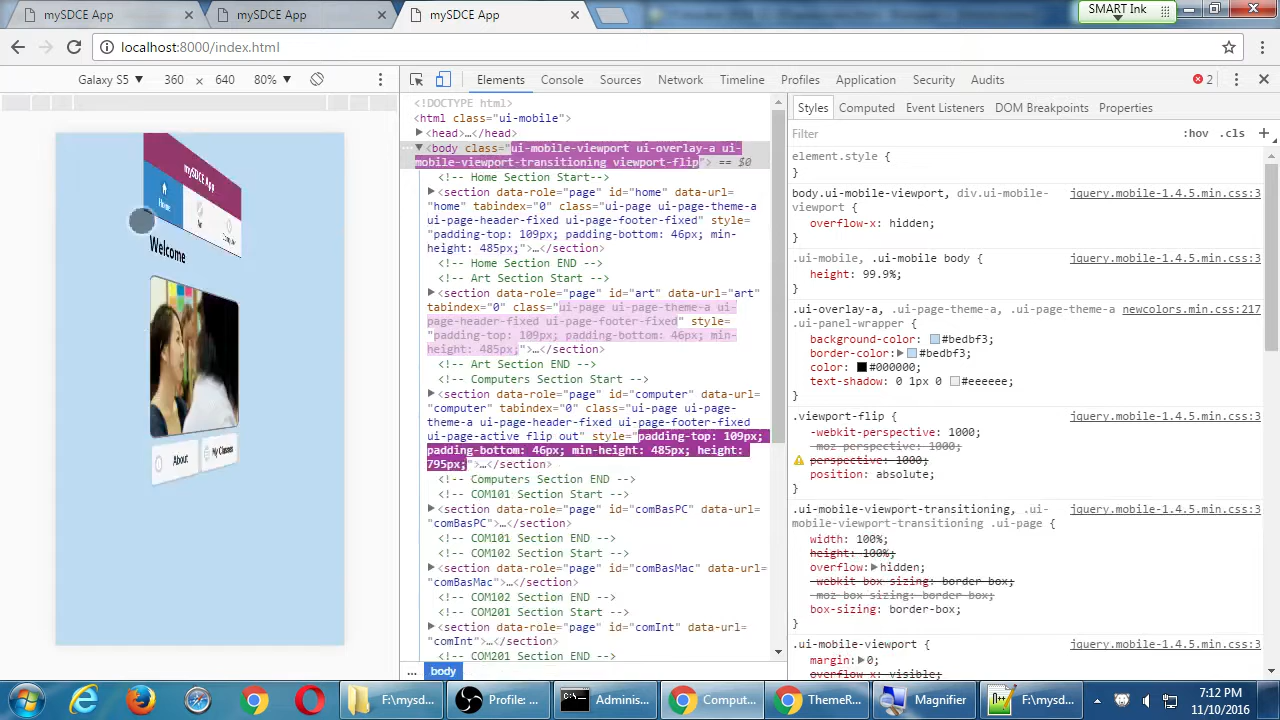 mySDCE App
mySDCE App
mySDCE App
SMART Ink
localhost:8000/index.html
Galaxy S5 ▼ 360 × 640 80% ▼
Elements Console Sources Network Timeline Profiles Application Security Audits 2
mySDCE App
Home
Welcome
About
My Classes
<!DOCTYPE html>
<html class="ui-mobile">
<head>…</head>
<body class="ui-mobile-viewport ui-overlay-a ui-
mobile-viewport-transitioning viewport-flip"> == $0
<!-- Home Section Start-->
<section data-role="page" id="home" data-url=
"home" tabindex="0" class="ui-page ui-page-theme-a
ui-page-header-fixed ui-page-footer-fixed" style=
"padding-top: 109px; padding-bottom: 46px; min-
height: 485px;">…</section>
<!-- Home Section END -->
<!-- Art Section Start -->
<section data-role="page" id="art" data-url="art"
tabindex="0" class="ui-page ui-page-theme-a ui-
page-header-fixed ui-page-footer-fixed" style=
"padding-top: 109px; padding-bottom: 46px; min-
height: 485px;">…</section>
<!-- Art Section END -->
<!-- Computers Section Start -->
<section data-role="page" id="computer" data-url=
"computer" tabindex="0" class="ui-page ui-page-
theme-a ui-page-header-fixed ui-page-footer-fixed
ui-page-active flip out" style="padding-top: 109px;
padding-bottom: 46px; min-height: 485px; height:
795px;">…</section>
<!-- Computers Section END -->
<!-- COM101 Section Start -->
<section data-role="page" id="comBasPC" data-url=
"comBasPC">…</section>
<!-- COM101 Section END -->
<!-- COM102 Section Start -->
<section data-role="page" id="comBasMac" data-url=
"comBasMac">…</section>
<!-- COM102 Section END -->
<!-- COM201 Section Start -->
<section data-role="page" id="comInt" data-url=
"comInt">…</section>
<!-- COM201 Section END -->
... body
Styles Computed Event Listeners DOM Breakpoints Properties
Filter :hov .cls +
element.style {
}
body.ui-mobile-viewport, div.ui-mobile- jquery.mobile-1.4.5.min.css:3
viewport {
overflow-x: hidden;
}
.ui-mobile, .ui-mobile body { jquery.mobile-1.4.5.min.css:3
height: 99.9%;
}
.ui-overlay-a, .ui-page-theme-a, .ui-page-theme-a newcolors.min.css:217
.ui-panel-wrapper {
background-color: #bedbf3;
border-color: #bedbf3;
color: #000000;
text-shadow: 0 1px 0 #eeeeee;
}
.viewport-flip { jquery.mobile-1.4.5.min.css:3
-webkit-perspective: 1000;
-moz-perspective: 1000;
perspective: 1000;
position: absolute;
}
.ui-mobile-viewport-transitioning, .ui- jquery.mobile-1.4.5.min.css:3
mobile-viewport-transitioning .ui-page {
width: 100%;
height: 100%;
overflow: hidden;
-webkit-box-sizing: border-box;
-moz-box-sizing: border-box;
box-sizing: border-box;
}
.ui-mobile-viewport { jquery.mobile-1.4.5.min.css:3
margin: 0;
overflow-x: visible;
F:\mysd... Profile: ... Adminis... Comput... ThemeR... Magnifier F:\mysd...
7:12 PM
11/10/2016